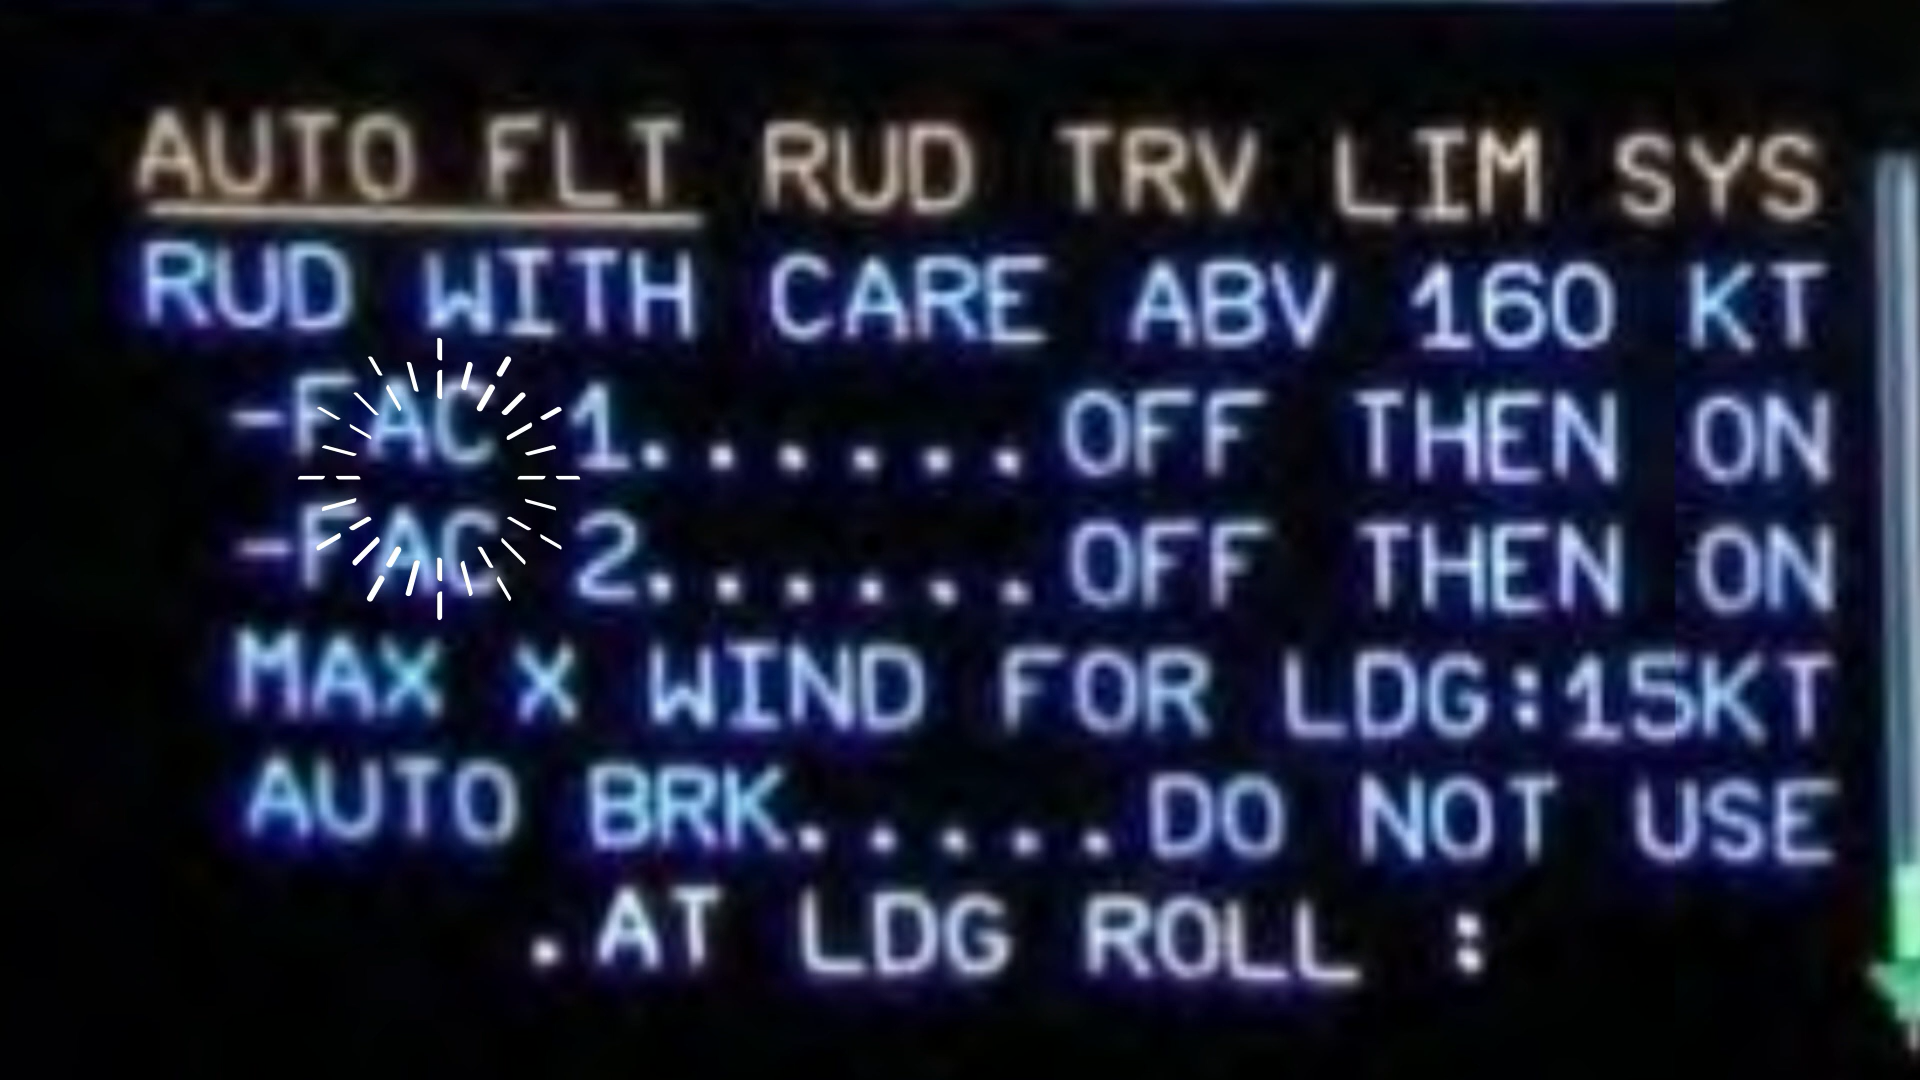 AUTO FLT RUD TRV LIM SYS
RUD WITH CARE ABV 160 KT
-FAC 1......OFF THEN ON
-FAC 2......OFF THEN ON
MAX X WIND FOR LDG:15KT
AUTO BRK.....DO NOT USE
.AT LDG ROLL :